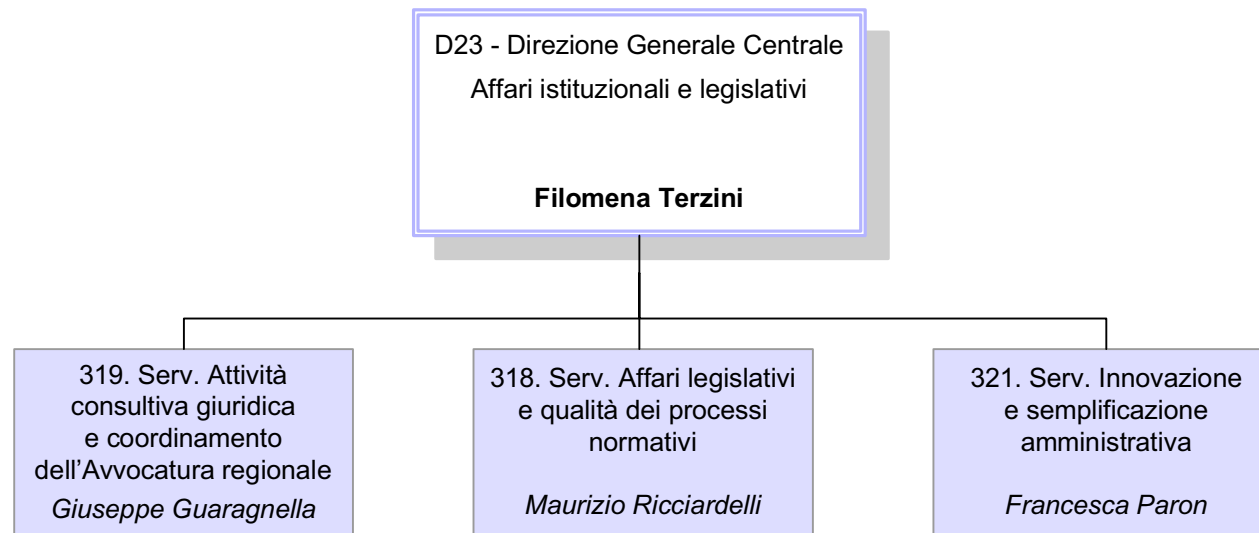 D23 - Direzione Generale Centrale
Affari istituzionali e legislativi
Filomena Terzini
319. Serv. Attività
consultiva giuridica
e coordinamento
dell’Avvocatura regionale
Giuseppe Guaragnella
318. Serv. Affari legislativi
e qualità dei processi
normativi
Maurizio Ricciardelli
321. Serv. Innovazione
e semplificazione
amministrativa
Francesca Paron